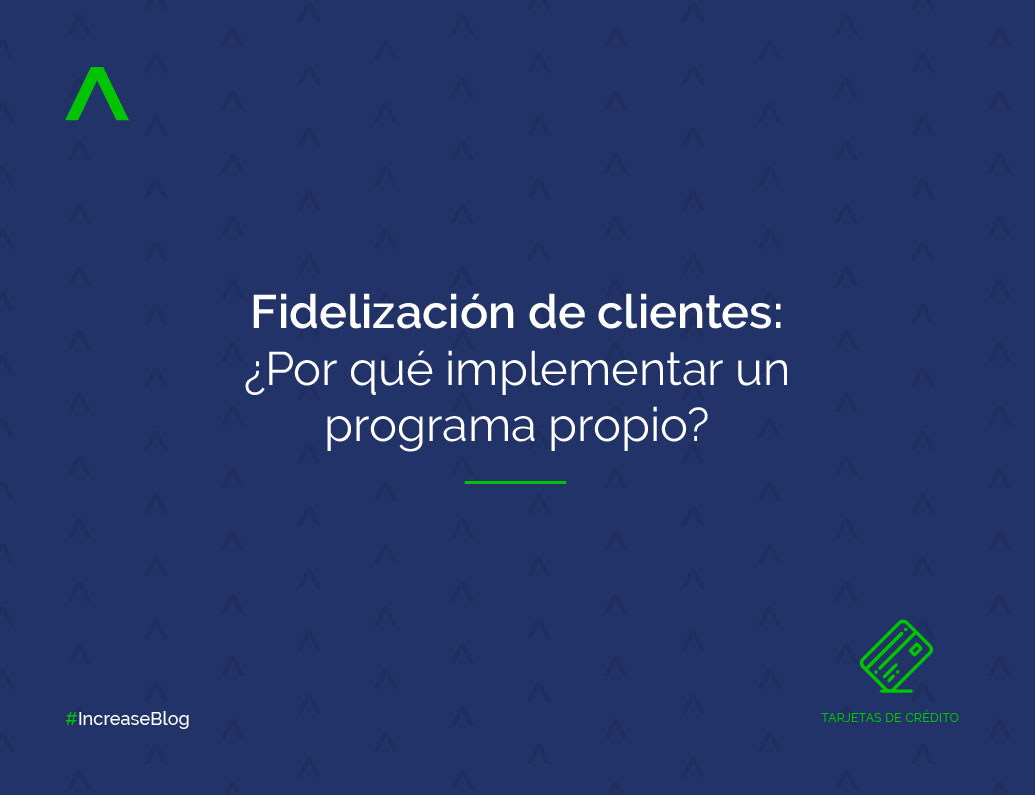 Fidelización de clientes:
¿Por qué implementar un
programa propio?
#IncreaseBlog
TARJETAS DE CRÉDITO